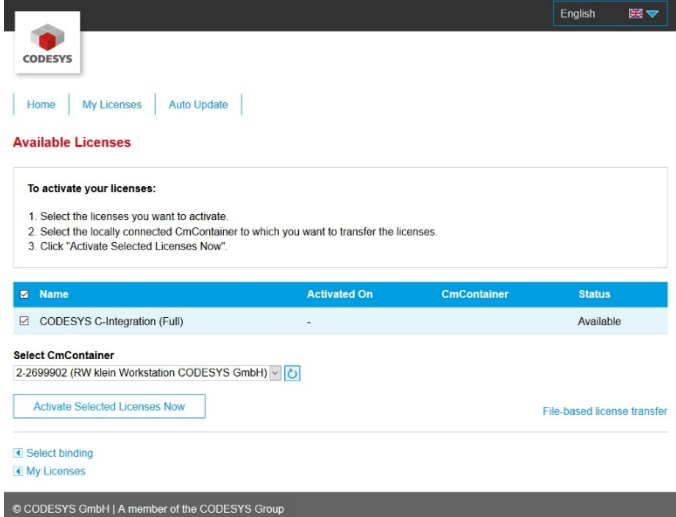 English
CODESYS
Home
My Licenses
Auto Update
Available Licenses
To activate your licenses:
1. Select the licenses you want to activate.
2. Select the locally connected CmContainer to which you want to transfer the licenses.
3. Click "Activate Selected Licenses Now".
Name Activated On CmContainer Status
CODESYS C-Integration (Full) - Available
Select CmContainer
2-2699902 (RW klein Workstation CODESYS GmbH)
Activate Selected Licenses Now
File-based license transfer
Select binding
My Licenses
© CODESYS GmbH | A member of the CODESYS Group